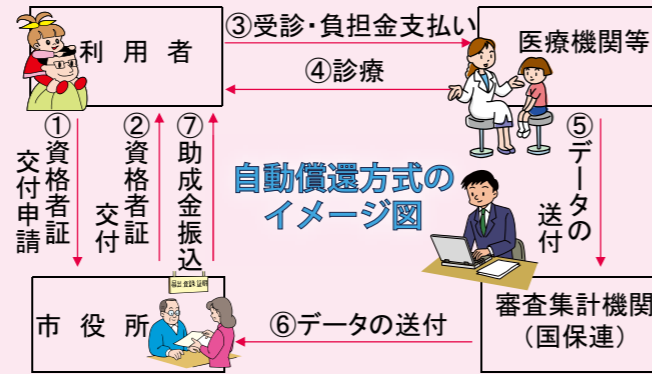 ③受診・負担金支払い
利用者
医療機関等
④診療
①資格者証
交付申請
②資格者証
交付
⑦助成金振込
自動償還方式の
イメージ図
⑤データの
送付
市役所
⑥データの送付
審査集計機関
(国保連)